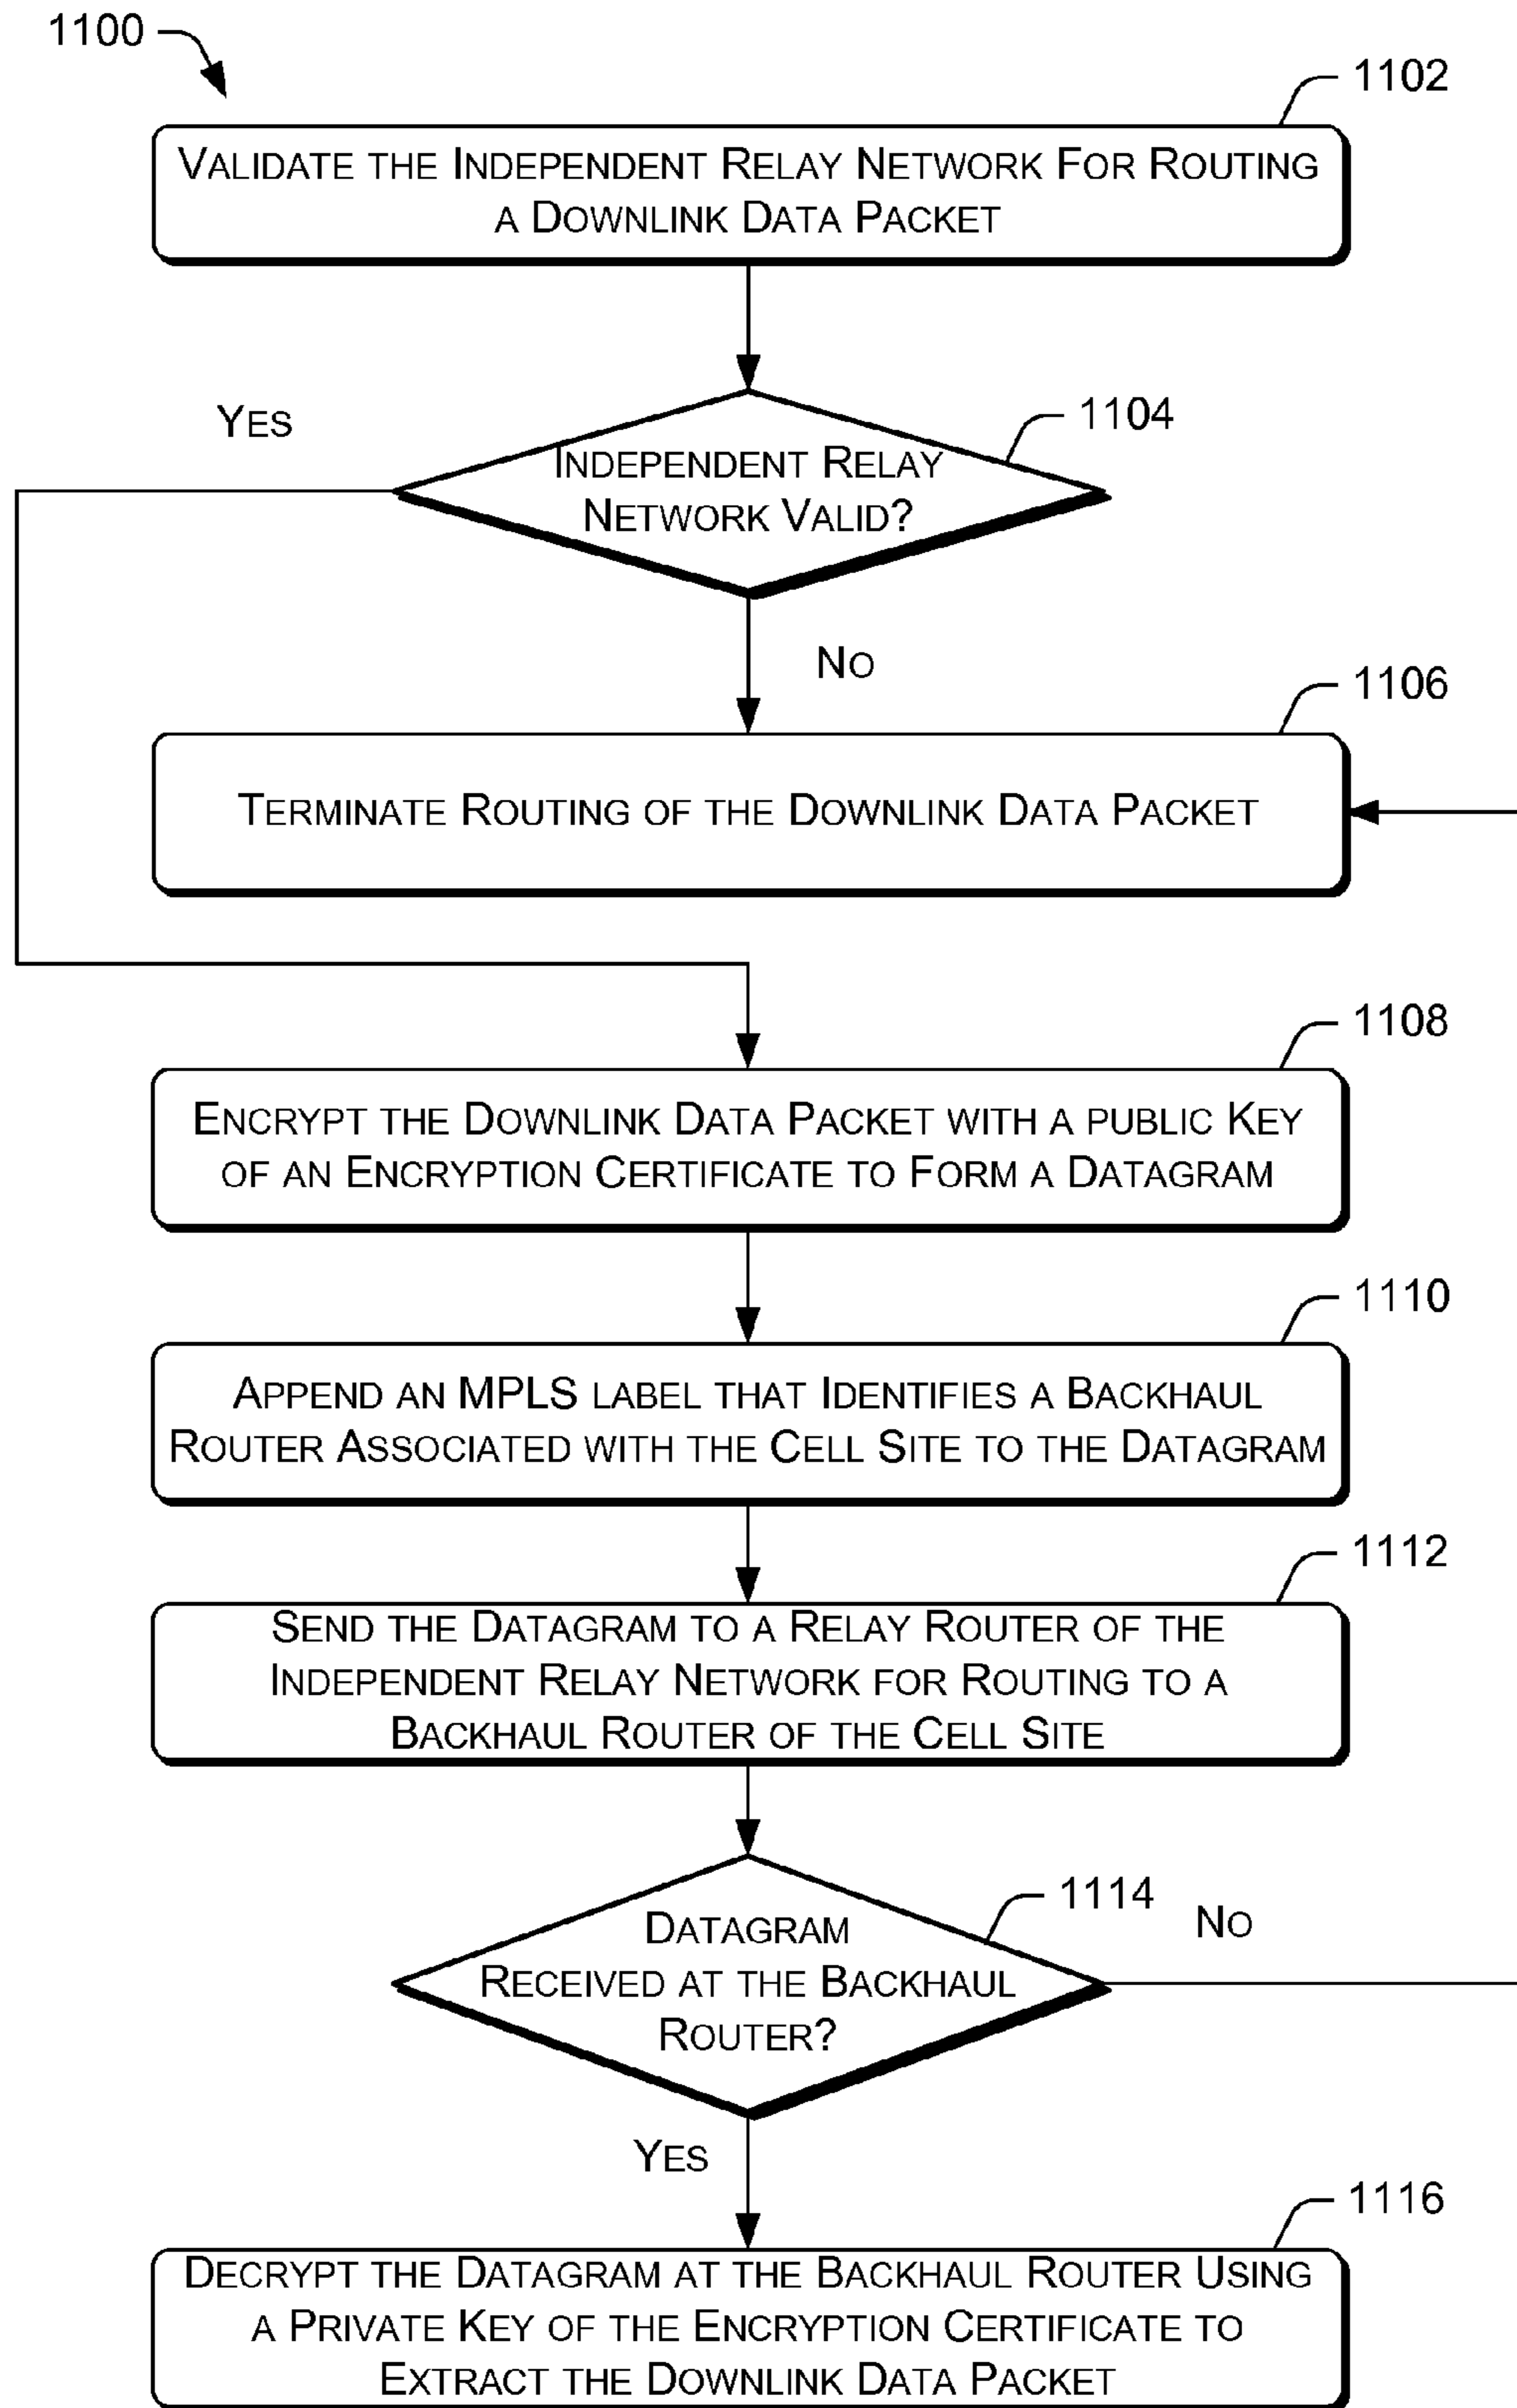 1100
1102
VALIDATE THE INDEPENDENT RELAY NETWORK FOR ROUTING
A DOWNLINK DATA PACKET
YES
1104
INDEPENDENT RELAY
NETWORK VALID?
NO
1106
TERMINATE ROUTING OF THE DOWNLINK DATA PACKET
1108
ENCRYPT THE DOWNLINK DATA PACKET WITH A PUBLIC KEY
OF AN ENCRYPTION CERTIFICATE TO FORM A DATAGRAM
1110
APPEND AN MPLS LABEL THAT IDENTIFIES A BACKHAUL
ROUTER ASSOCIATED WITH THE CELL SITE TO THE DATAGRAM
1112
SEND THE DATAGRAM TO A RELAY ROUTER OF THE
INDEPENDENT RELAY NETWORK FOR ROUTING TO A
BACKHAUL ROUTER OF THE CELL SITE
1114
NO
DATAGRAM
RECEIVED AT THE BACKHAUL
ROUTER?
YES
1116
DECRYPT THE DATAGRAM AT THE BACKHAUL ROUTER USING
A PRIVATE KEY OF THE ENCRYPTION CERTIFICATE TO
EXTRACT THE DOWNLINK DATA PACKET